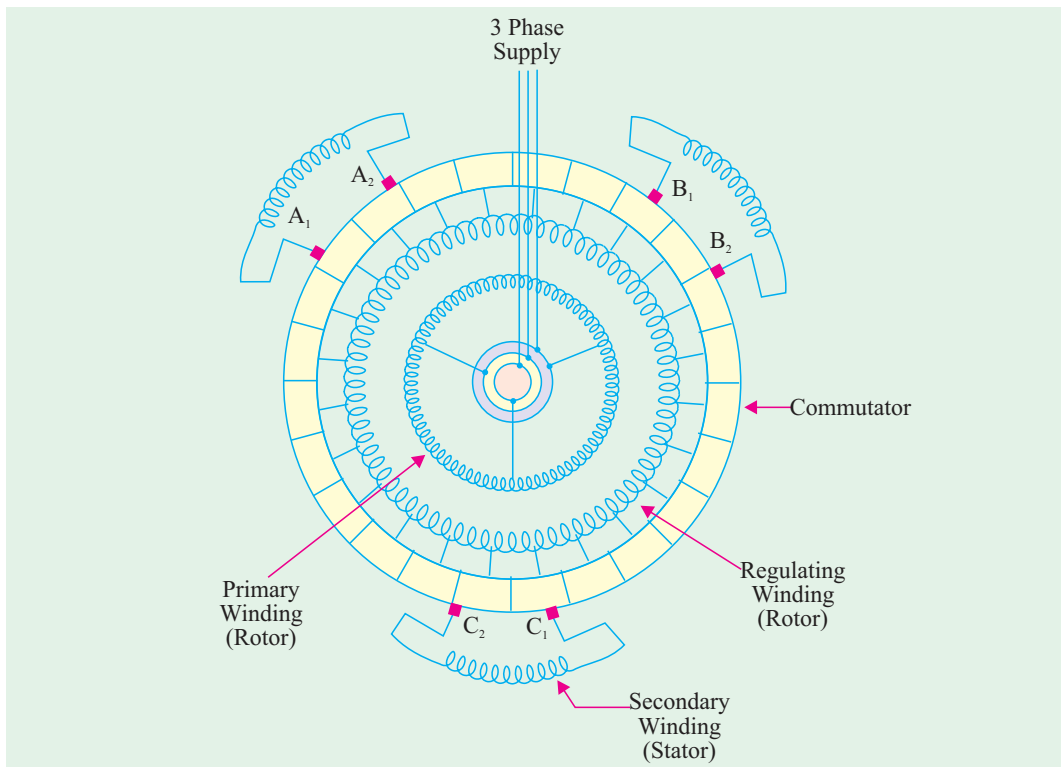 3 Phase
Supply
A₂
A₁
B₁
B₂
Commutator
Primary
Winding
(Rotor)
Regulating
Winding
(Rotor)
C₂
C₁
Secondary
Winding
(Stator)